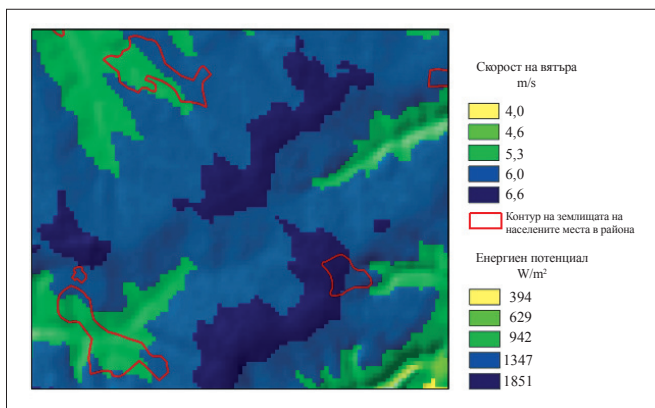 Скорост на вятъра
m/s
4,0
4,6
5,3
6,0
6,6
Контур на землищата на
населените места в района
Енергиен потенциал
W/m²
394
629
942
1347
1851